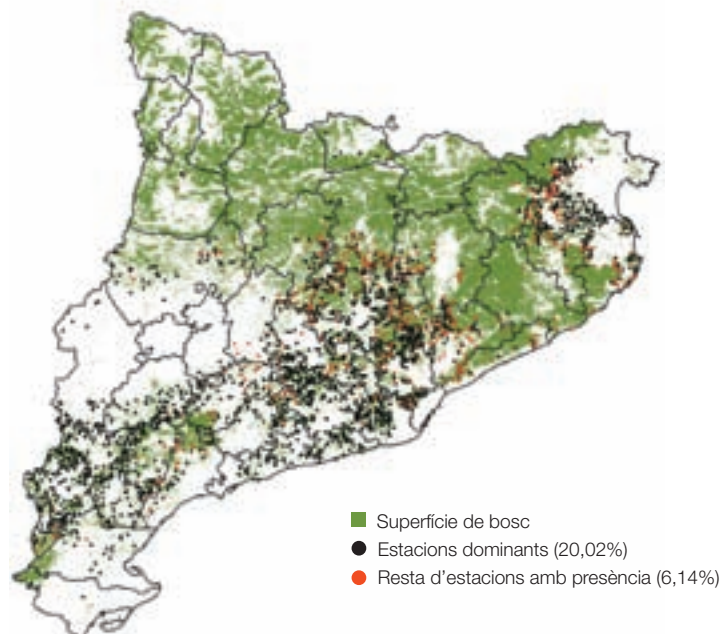 Superfície de bosc
Estacions dominants (20,02%)
Resta d'estacions amb presència (6,14%)